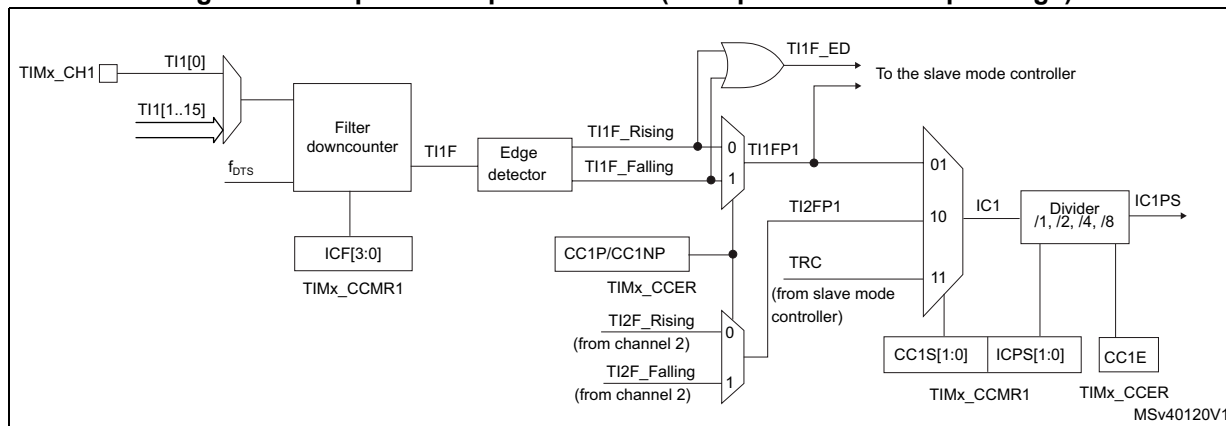 TI1[0]
TIMx_CH1
TI1[1..15]
fDTS
Filter
downcounter
ICF[3:0]
TIMx_CCMR1
TI1F
Edge
detector
TI1F_Rising
TI1F_Falling
TI1F_ED
To the slave mode controller
0
1
TI1FP1
CC1P/CC1NP
TIMx_CCER
TI2F_Rising
(from channel 2)
TI2F_Falling
(from channel 2)
0
1
TI2FP1
TRC
(from slave mode
controller)
01
10
11
IC1
Divider
/1, /2, /4, /8
IC1PS
CC1S[1:0]
ICPS[1:0]
CC1E
TIMx_CCMR1
TIMx_CCER
MSv40120V1